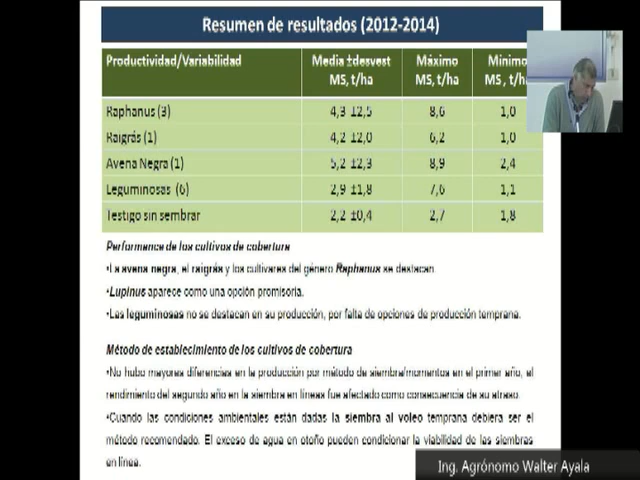 Resumen de resultados (2012-2014)
Productividad/Variabilidad Media ±desvest MS, t/ha Máximo MS, t/ha Mínimo MS , t/ha
Raphanus (3) 4,3 ±2,5 8,6 1,0
Raigrás (1) 4,2 ±2,0 6,2 1,0
Avena Negra (1) 5,2 ±2,3 8,9 2,4
Leguminosas (6) 2,9 ±1,8 7,6 1,1
Testigo sin sembrar 2,2 ±0,4 2,7 1,8
Performance de los cultivos de cobertura
•La avena negra, el raigrás y los cultivares del género Raphanus se destacan.
•Lupinus aparece como una opción promisoria.
•Las leguminosas no se destacan en su producción, por falta de opciones de producción temprana.
Método de establecimiento de los cultivos de cobertura
•No hubo mayores diferencias en la producción por método de siembra/momentos en el primer año, el
rendimiento del segundo año en la siembra en líneas fue afectado como consecuencia de su atraso.
•Cuando las condiciones ambientales están dadas la siembra al voleo temprana debiera ser el
método recomendado. El exceso de agua en otoño pueden condicionar la viabilidad de las siembras
en línea.
Ing. Agrónomo Walter Ayala